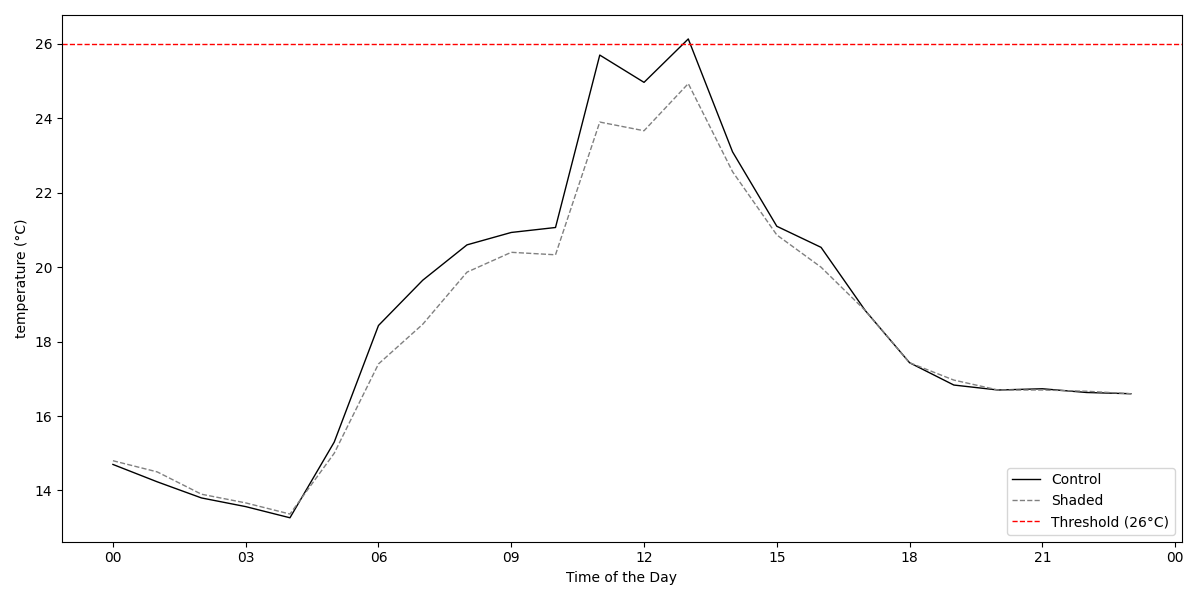 26
24
22
20
18
16
14
temperature (°C)
00 03 06 09 12 15 18 21 00
Time of the Day
Control
Shaded
Threshold (26°C)